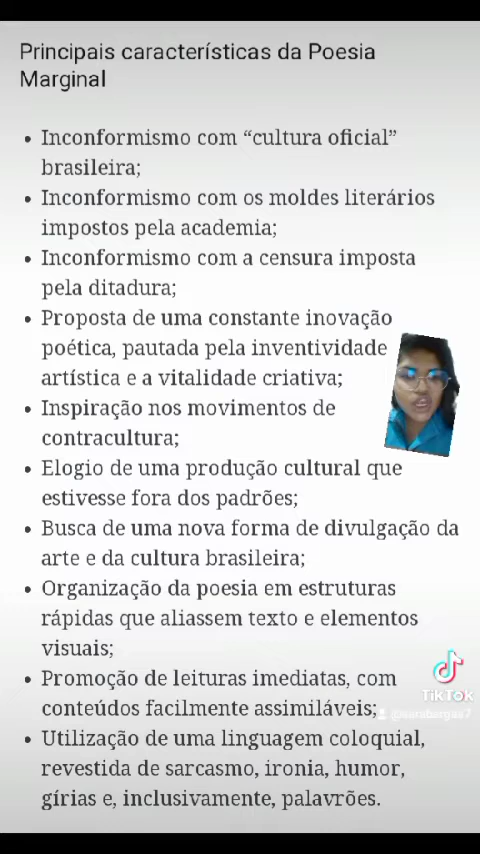 Principais características da Poesia
Marginal
• Inconformismo com “cultura oficial”
brasileira;
• Inconformismo com os moldes literários
impostos pela academia;
• Inconformismo com a censura imposta
pela ditadura;
• Proposta de uma constante inovação
poética, pautada pela inventividade
artística e a vitalidade criativa;
• Inspiração nos movimentos de
contracultura;
• Elogio de uma produção cultural que
estivesse fora dos padrões;
• Busca de uma nova forma de divulgação da
arte e da cultura brasileira;
• Organização da poesia em estruturas
rápidas que aliassem texto e elementos
visuais;
• Promoção de leituras imediatas, com
conteúdos facilmente assimiláveis;
• Utilização de uma linguagem coloquial,
revestida de sarcasmo, ironia, humor,
gírias e, inclusivamente, palavrões.
TikTok